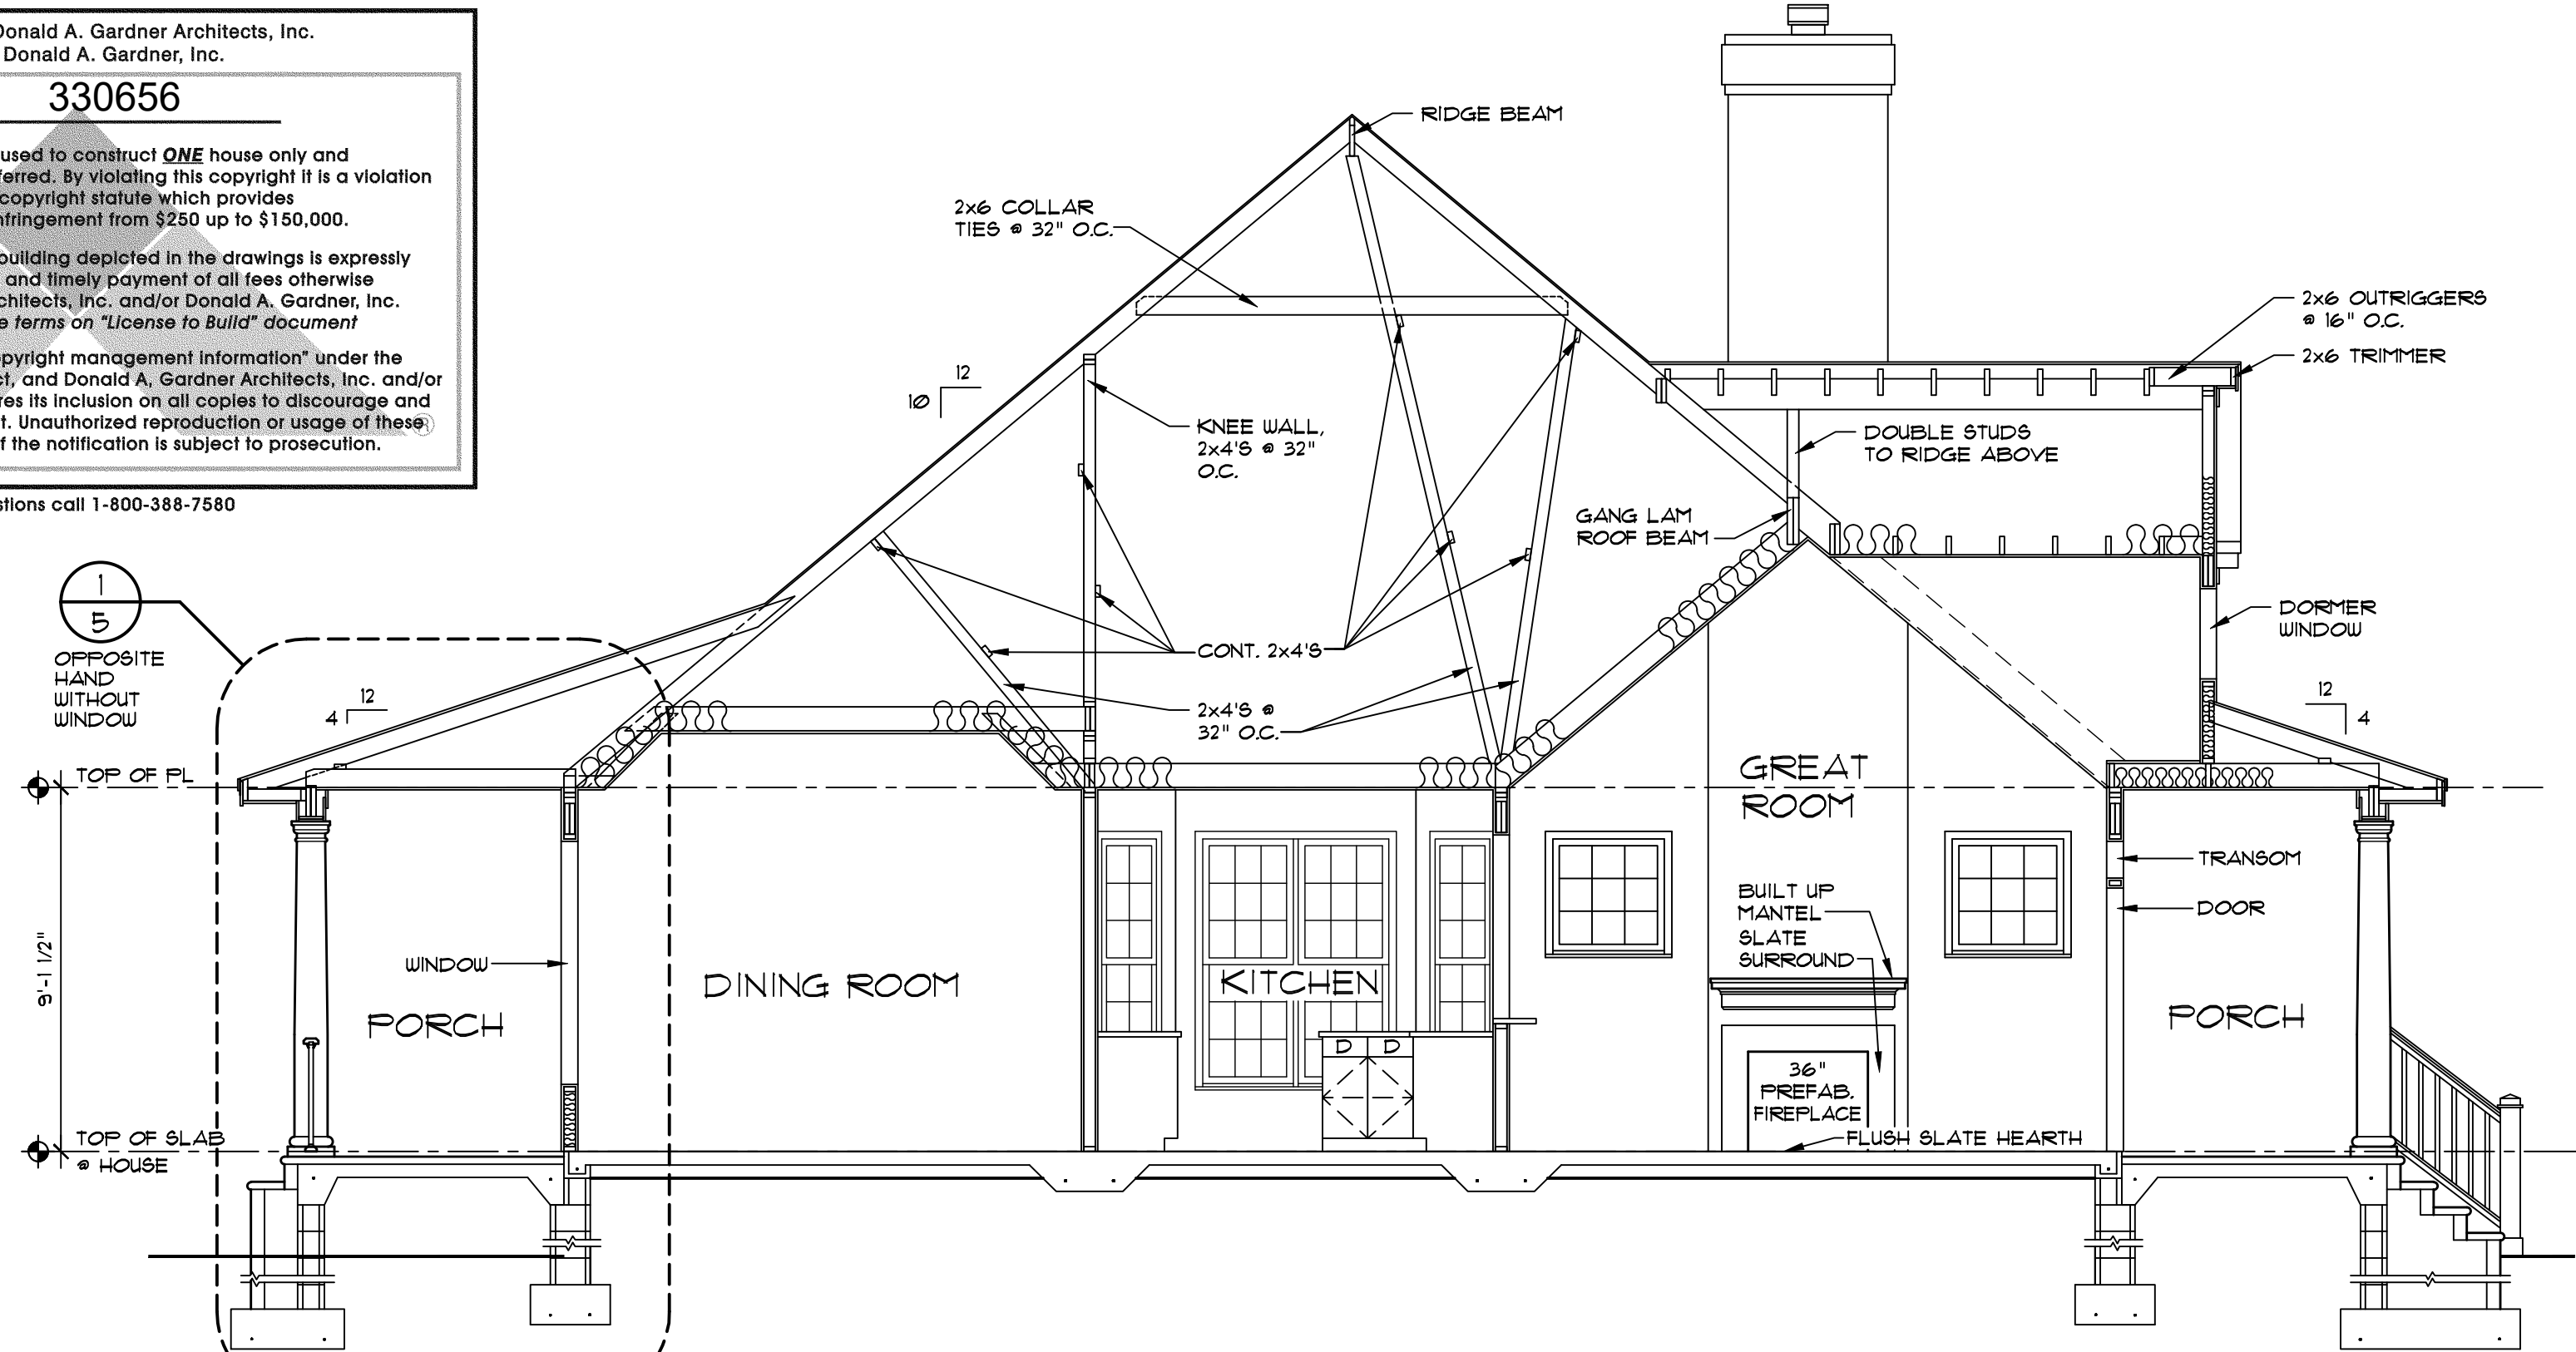 Donald A. Gardner Architects, Inc.
Donald A. Gardner, Inc.
330656
used to construct ONE house only and
ferred. By violating this copyright it is a violation
copyright statute which provides
nfringement from $250 up to $150,000.
building depicted in the drawings is expressly
and timely payment of all fees otherwise
chitects, Inc. and/or Donald A. Gardner, Inc.
e terms on "License to Build" document
opyright management information" under the
ct, and Donald A, Gardner Architects, Inc. and/or
res its inclusion on all copies to discourage and
t. Unauthorized reproduction or usage of these
f the notification is subject to prosecution.
®
stions call 1-800-388-7580
RIDGE BEAM
2x6 COLLAR
TIES @ 32" O.C.
2x6 OUTRIGGERS
@ 16" O.C.
2x6 TRIMMER
12
10
KNEE WALL,
2x4'S @ 32"
O.C.
DOUBLE STUDS
TO RIDGE ABOVE
GANG LAM
ROOF BEAM
1
5
OPPOSITE
HAND
WITHOUT
WINDOW
DORMER
WINDOW
CONT. 2x4'S
12
4
2x4'S @
32" O.C.
12
4
TOP OF PL
GREAT
ROOM
TRANSOM
BUILT UP
MANTEL
SLATE
SURROUND
DOOR
9'-1 1/2"
WINDOW
DINING ROOM
KITCHEN
PORCH
PORCH
D D
36"
PREFAB.
FIREPLACE
TOP OF SLAB
@ HOUSE
FLUSH SLATE HEARTH